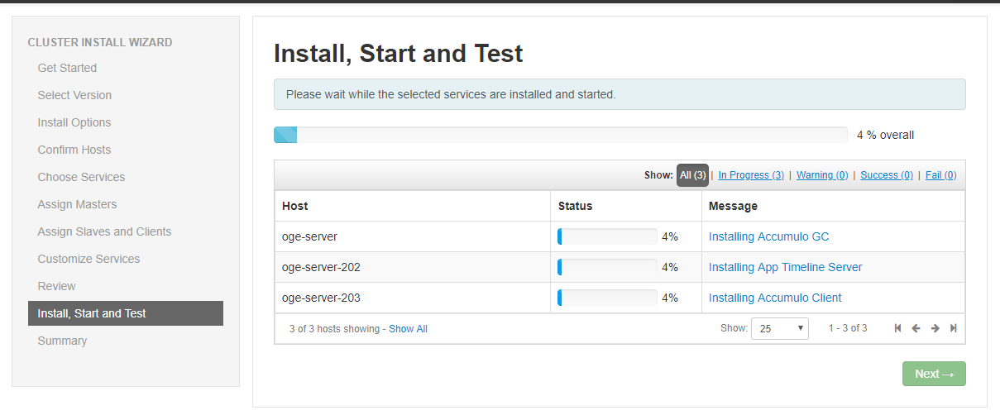 CLUSTER INSTALL WIZARD
Get Started
Select Version
Install Options
Confirm Hosts
Choose Services
Assign Masters
Assign Slaves and Clients
Customize Services
Review
Install, Start and Test
Summary
Install, Start and Test
Please wait while the selected services are installed and started.
4 % overall
Show: All (3) | In Progress (3) | Warning (0) | Success (0) | Fail (0)
Host Status Message
oge-server 4% Installing Accumulo GC
oge-server-202 4% Installing App Timeline Server
oge-server-203 4% Installing Accumulo Client
3 of 3 hosts showing - Show All Show: 25 1 - 3 of 3
Next →